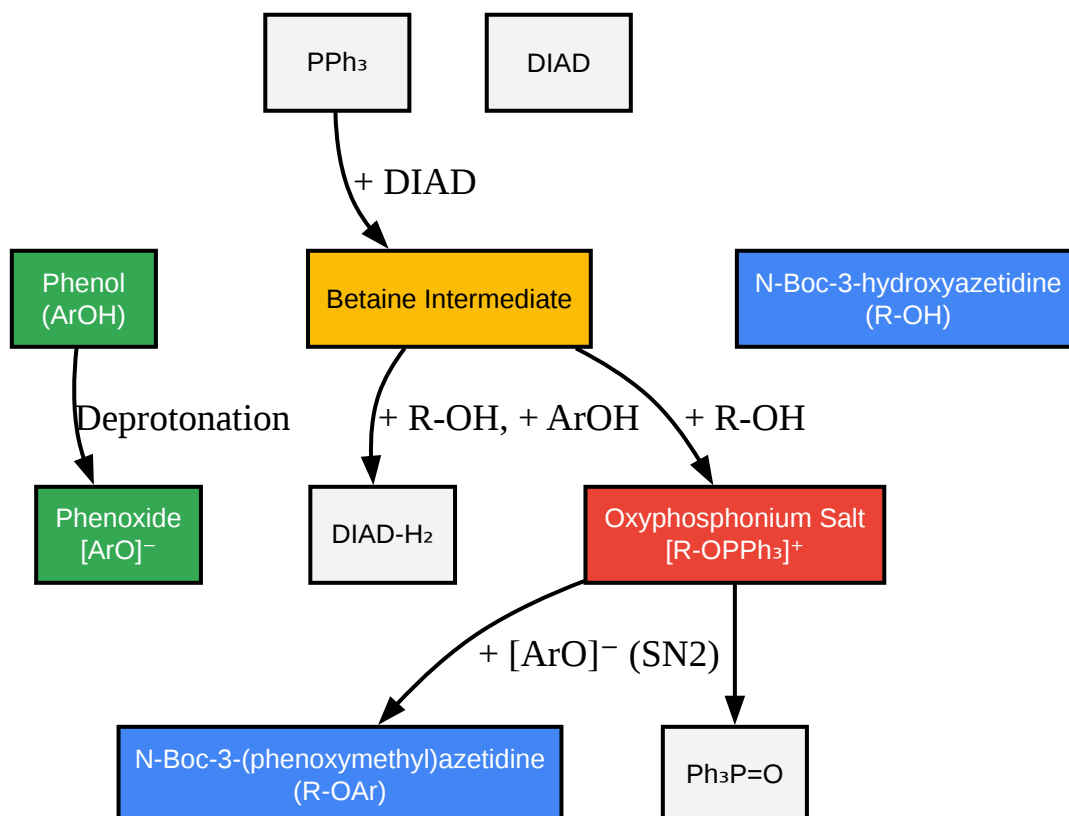 PPh₃
DIAD
+ DIAD
Phenol
(ArOH)
Betaine Intermediate
N-Boc-3-hydroxyazetidine
(R-OH)
Deprotonation
+ R-OH, + ArOH
+ R-OH
Phenoxide
[ArO]⁻
DIAD-H₂
Oxyphosphonium Salt
[R-OPPh₃]⁺
+ [ArO]⁻ (SN2)
N-Boc-3-(phenoxymethyl)azetidine
(R-OAr)
Ph₃P=O